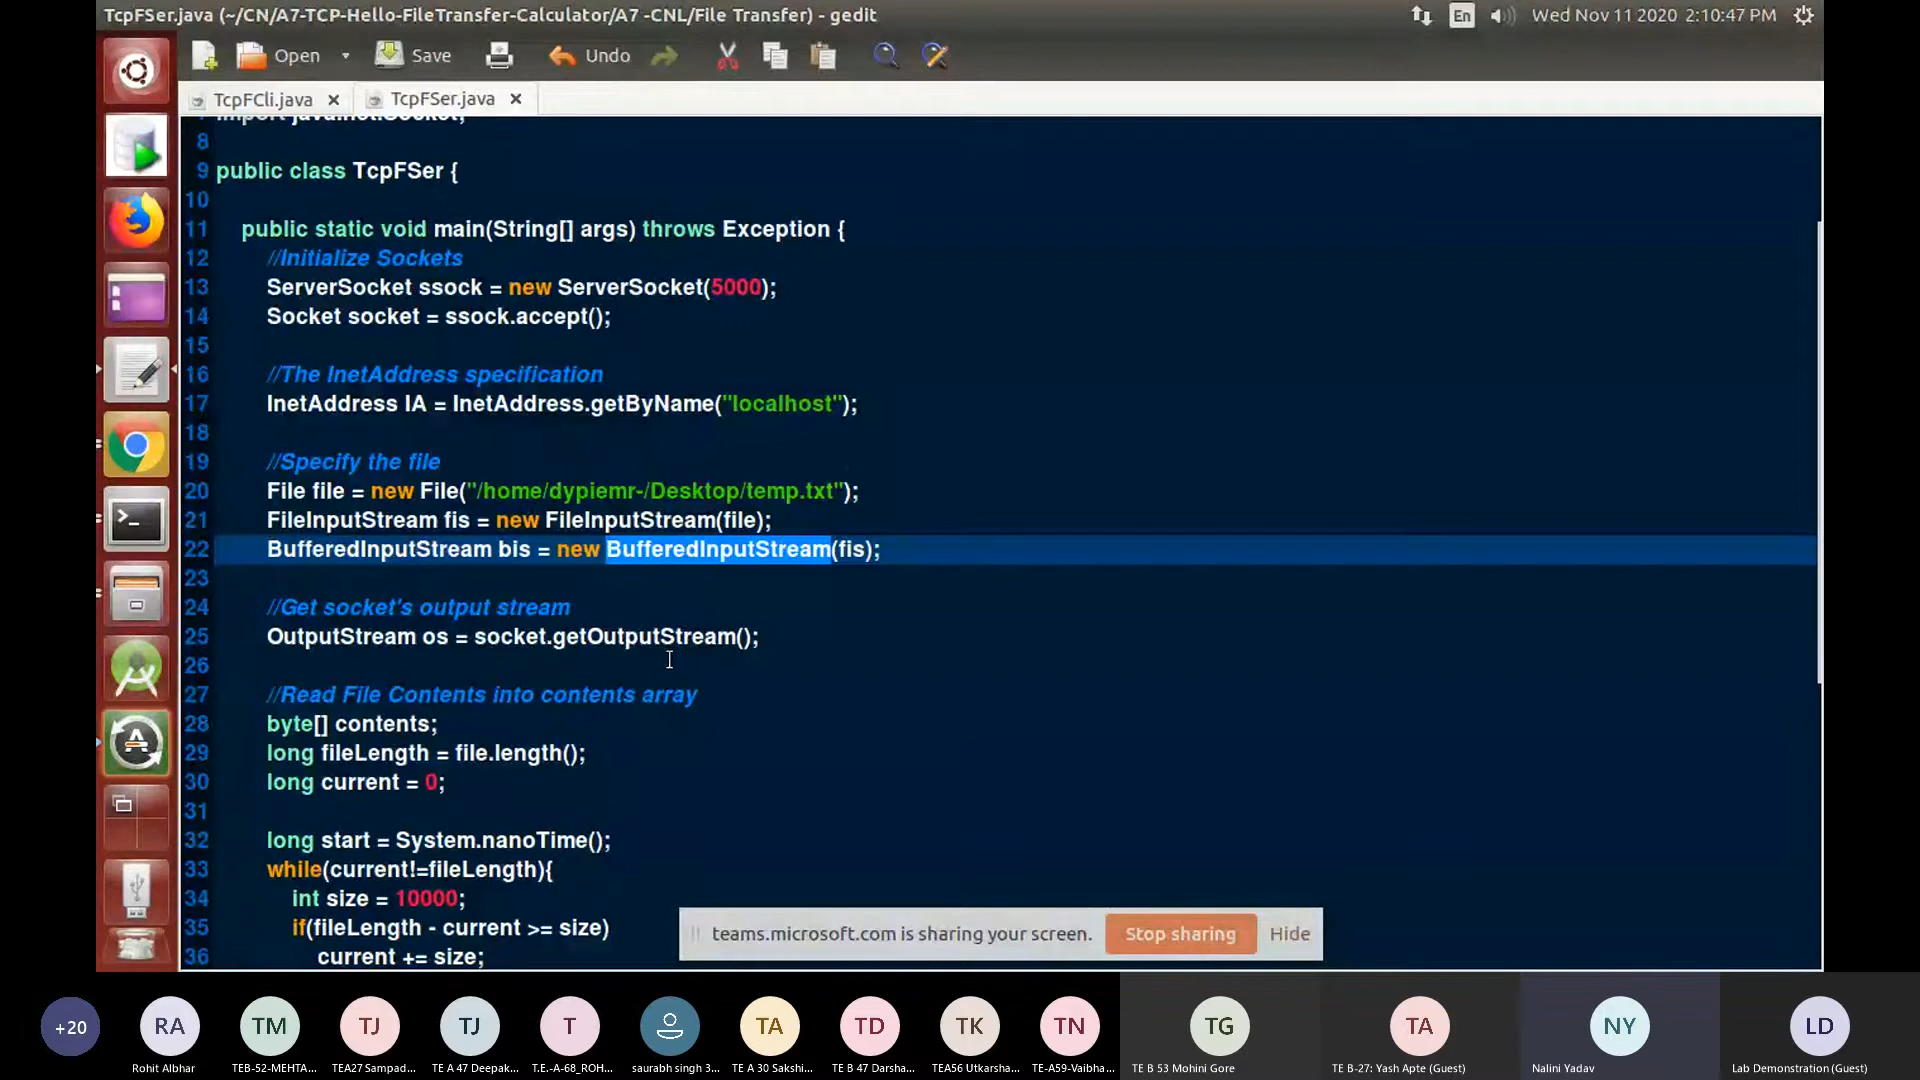 TcpFSer.java (~/CN/A7-TCP-Hello-FileTransfer-Calculator/A7 -CNL/File Transfer) - gedit
En
Wed Nov 11 2020 2:10:47 PM
Open
Save
Undo
TcpFCli.java
TcpFSer.java
import java.net.Socket;
8
9 public class TcpFSer {
10
11 public static void main(String[] args) throws Exception {
12 //Initialize Sockets
13 ServerSocket ssock = new ServerSocket(5000);
14 Socket socket = ssock.accept();
15
16 //The InetAddress specification
17 InetAddress IA = InetAddress.getByName("localhost");
18
19 //Specify the file
20 File file = new File("/home/dypiemr-/Desktop/temp.txt");
21 FileInputStream fis = new FileInputStream(file);
22 BufferedInputStream bis = new BufferedInputStream(fis);
23
24 //Get socket's output stream
25 OutputStream os = socket.getOutputStream();
26
27 //Read File Contents into contents array
28 byte[] contents;
29 long fileLength = file.length();
30 long current = 0;
31
32 long start = System.nanoTime();
33 while(current!=fileLength){
34 int size = 10000;
35 if(fileLength - current >= size)
36 current += size;
teams.microsoft.com is sharing your screen.
Stop sharing
Hide
+20
RA
TM
TJ
TJ
T
TA
TD
TK
TN
TG
TA
NY
LD
Rohit Albhar
TEB-52-MEHTA...
TEA27 Sampad...
TE A 47 Deepak...
T.E.-A-68_ROH...
saurabh singh 3...
TE A 30 Sakshi...
TE B 47 Darsha...
TEA56 Utkarsha...
TE-A59-Vaibha...
TE B 53 Mohini Gore
TE B-27: Yash Apte (Guest)
Nalini Yadav
Lab Demonstration (Guest)